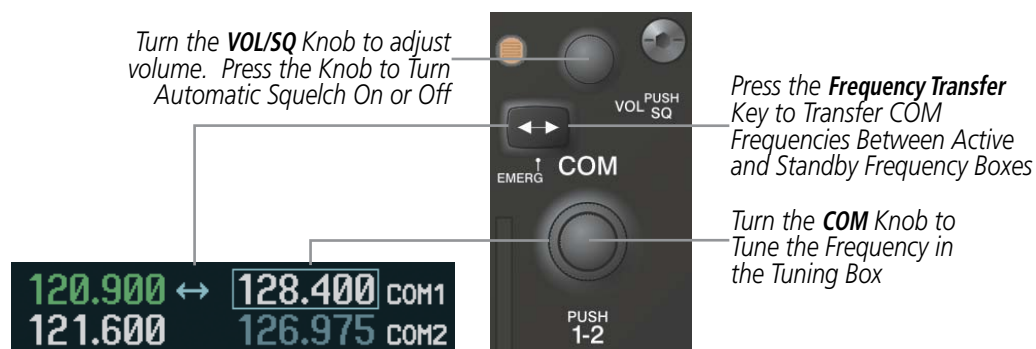 Turn the VOL/SQ Knob to adjust
volume. Press the Knob to Turn
Automatic Squelch On or Off
VOL PUSH
SQ
EMERG
COM
PUSH
1-2
Press the Frequency Transfer
Key to Transfer COM
Frequencies Between Active
and Standby Frequency Boxes
Turn the COM Knob to
Tune the Frequency in
the Tuning Box
120.900 ↔ 128.400 COM1
121.600 126.975 COM2